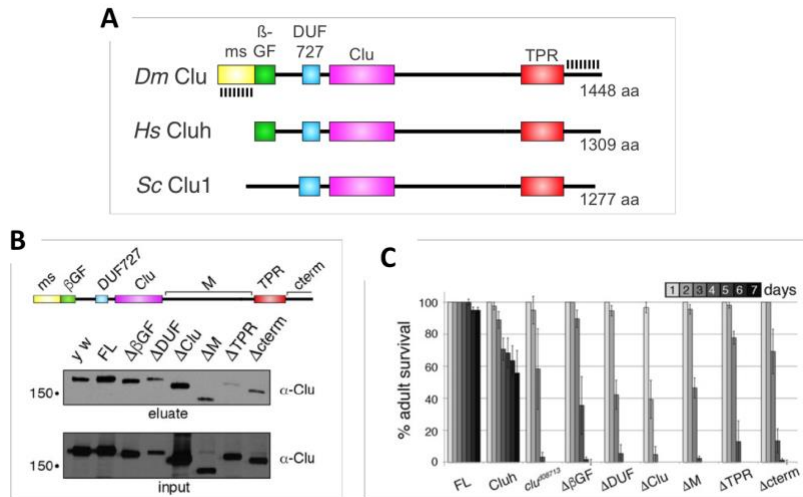 A
ms
ß-
GF
DUF
727
Clu
TPR
Dm Clu
1448 aa
Hs Cluh
1309 aa
Sc Clu1
1277 aa
B
ms
βGF
DUF727
Clu
M
TPR
cterm
y w
FL
ΔβGF
ΔDUF
ΔClu
ΔM
ΔTPR
Δcterm
150•
α-Clu
eluate
150•
α-Clu
input
C
1 2 3 4 5 6 7 days
% adult survival
100
80
60
40
20
0
FL
Cluh
clu^d08713
ΔβGF
ΔDUF
ΔClu
ΔM
ΔTPR
Δcterm